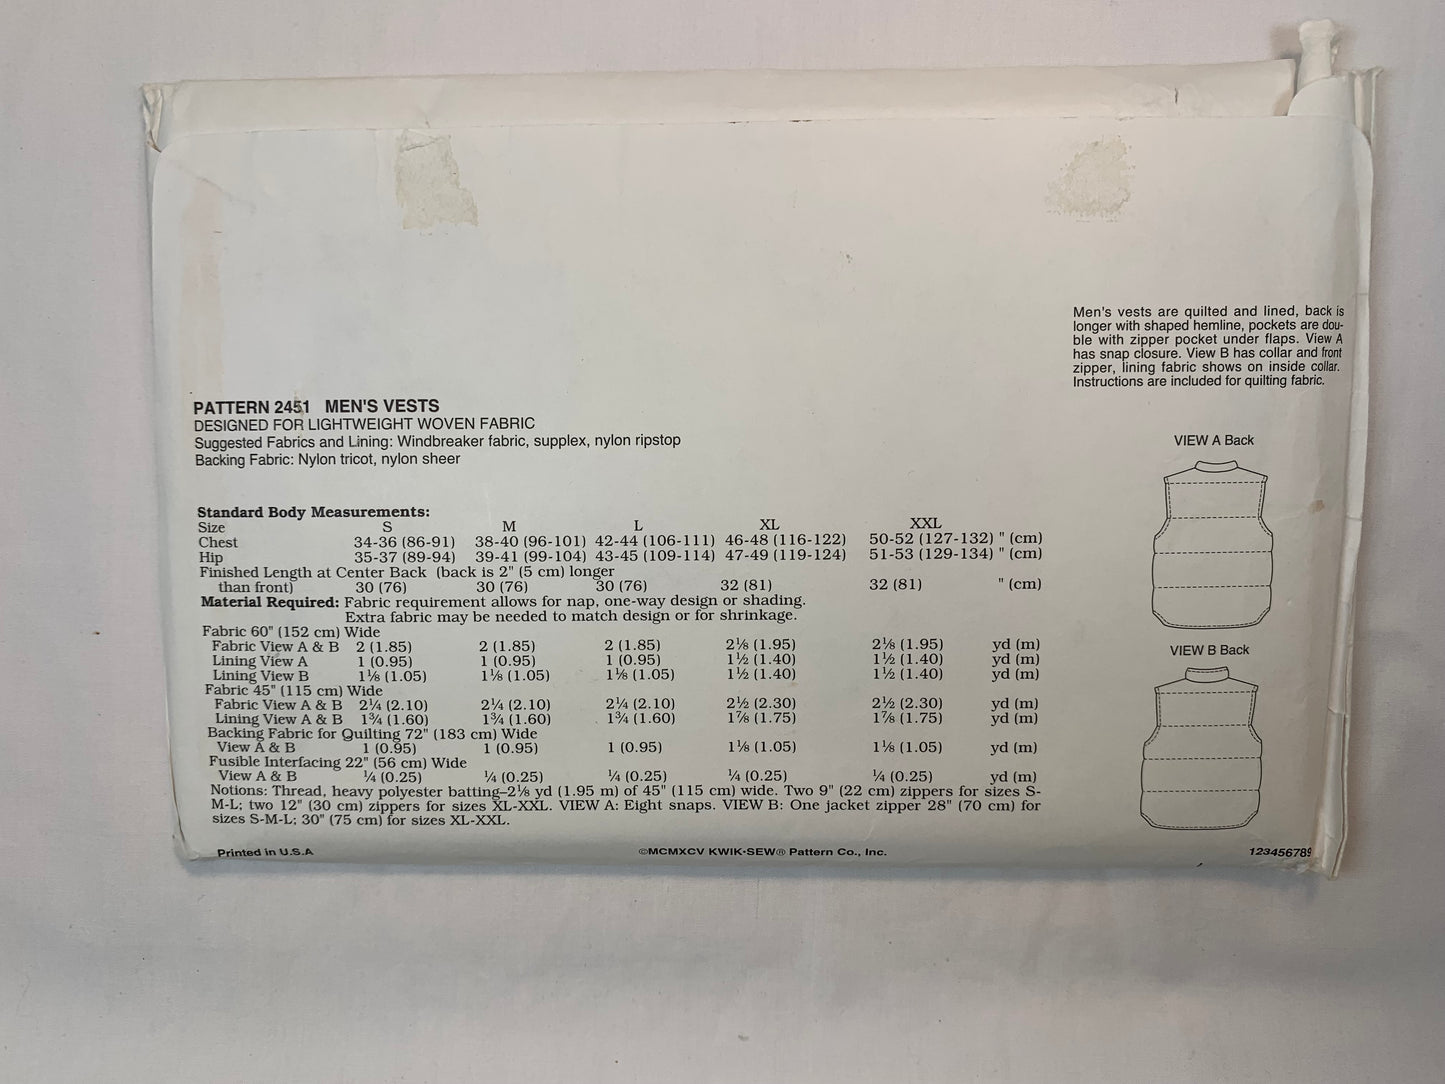 Men's vests are quilted and lined, back is
longer with shaped hemline, pockets are dou-
ble with zipper pocket under flaps. View A
has snap closure. View B has collar and front
zipper, lining fabric shows on inside collar.
Instructions are included for quilting fabric.
PATTERN 2451 MEN'S VESTS
DESIGNED FOR LIGHTWEIGHT WOVEN FABRIC
Suggested Fabrics and Lining: Windbreaker fabric, supplex, nylon ripstop
Backing Fabric: Nylon tricot, nylon sheer
VIEW A Back
Standard Body Measurements:
Size S M L XL XXL
Chest 34-36 (86-91) 38-40 (96-101) 42-44 (106-111) 46-48 (116-122) 50-52 (127-132) " (cm)
Hip 35-37 (89-94) 39-41 (99-104) 43-45 (109-114) 47-49 (119-124) 51-53 (129-134) " (cm)
Finished Length at Center Back (back is 2" (5 cm) longer
than front) 30 (76) 30 (76) 30 (76) 32 (81) 32 (81) " (cm)
Material Required: Fabric requirement allows for nap, one-way design or shading.
Extra fabric may be needed to match design or for shrinkage.
Fabric 60" (152 cm) Wide
Fabric View A & B 2 (1.85) 2 (1.85) 2 (1.85) 2⅛ (1.95) 2⅛ (1.95) yd (m)
Lining View A 1 (0.95) 1 (0.95) 1 (0.95) 1½ (1.40) 1½ (1.40) yd (m)
Lining View B 1⅛ (1.05) 1⅛ (1.05) 1⅛ (1.05) 1½ (1.40) 1½ (1.40) yd (m)
Fabric 45" (115 cm) Wide
Fabric View A & B 2¼ (2.10) 2¼ (2.10) 2¼ (2.10) 2½ (2.30) 2½ (2.30) yd (m)
Lining View A & B 1¾ (1.60) 1¾ (1.60) 1¾ (1.60) 1⅞ (1.75) 1⅞ (1.75) yd (m)
Backing Fabric for Quilting 72" (183 cm) Wide
View A & B 1 (0.95) 1 (0.95) 1 (0.95) 1⅛ (1.05) 1⅛ (1.05) yd (m)
Fusible Interfacing 22" (56 cm) Wide
View A & B ¼ (0.25) ¼ (0.25) ¼ (0.25) ¼ (0.25) ¼ (0.25) yd (m)
Notions: Thread, heavy polyester batting–2⅛ yd (1.95 m) of 45" (115 cm) wide. Two 9" (22 cm) zippers for sizes S-
M-L; two 12" (30 cm) zippers for sizes XL-XXL. VIEW A: Eight snaps. VIEW B: One jacket zipper 28" (70 cm) for
sizes S-M-L; 30" (75 cm) for sizes XL-XXL.
VIEW B Back
Printed in U.S.A ©MCMXCV KWIK•SEW® Pattern Co., Inc. 123456789